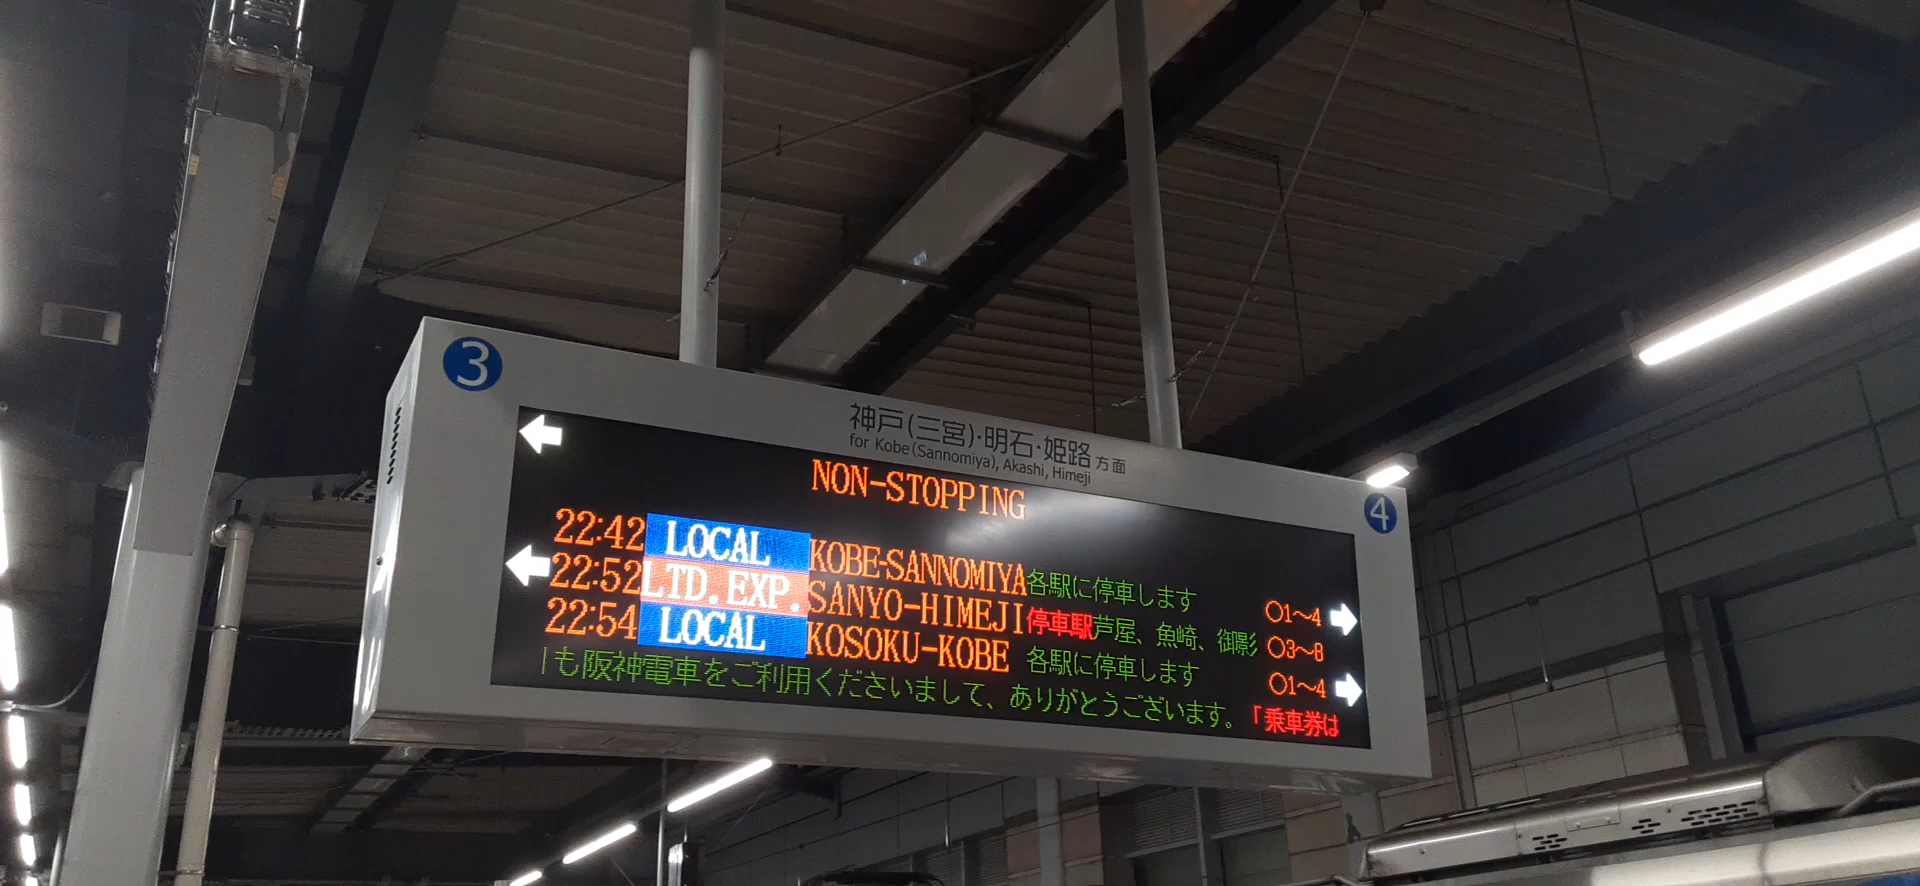 3
神戸(三宮)・明石・姫路 方面
for Kobe(Sannomiya), Akashi, Himeji
4
NON-STOPPING
22:42 LOCAL KOBE-SANNOMIYA 各駅に停車します ○1〜4
22:52 LTD.EXP. SANYO-HIMEJI 停車駅 芦屋、魚崎、御影 ○3〜8
22:54 LOCAL KOSOKU-KOBE 各駅に停車します ○1〜4
も阪神電車をご利用くださいまして、ありがとうございます。「乗車券は